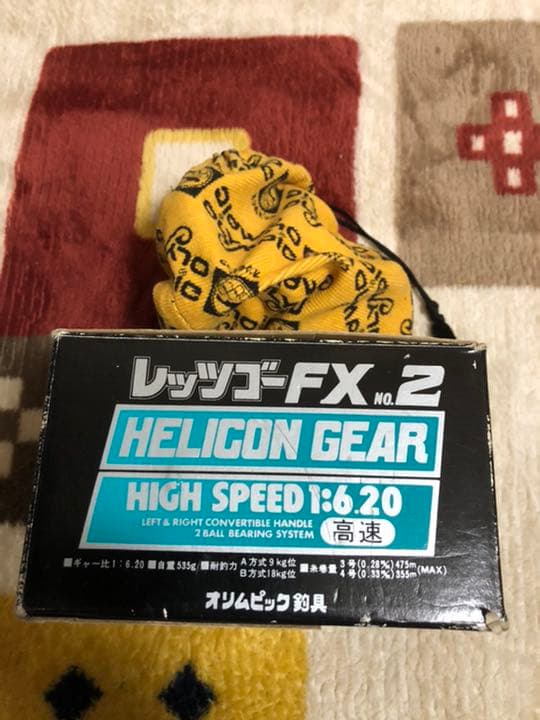 レッツゴーFX NO.2
HELICON GEAR
HIGH SPEED 1:6.20
LEFT & RIGHT CONVERTIBLE HANDLE
2 BALL BEARING SYSTEM
高速
■ギャー比1:6.20 ■自重535g ■耐釣力 A方式9kg位 B方式18kg位 ■糸巻量 3号(0.28%)475m 4号(0.33%)355m (MAX)
オリムピック釣具